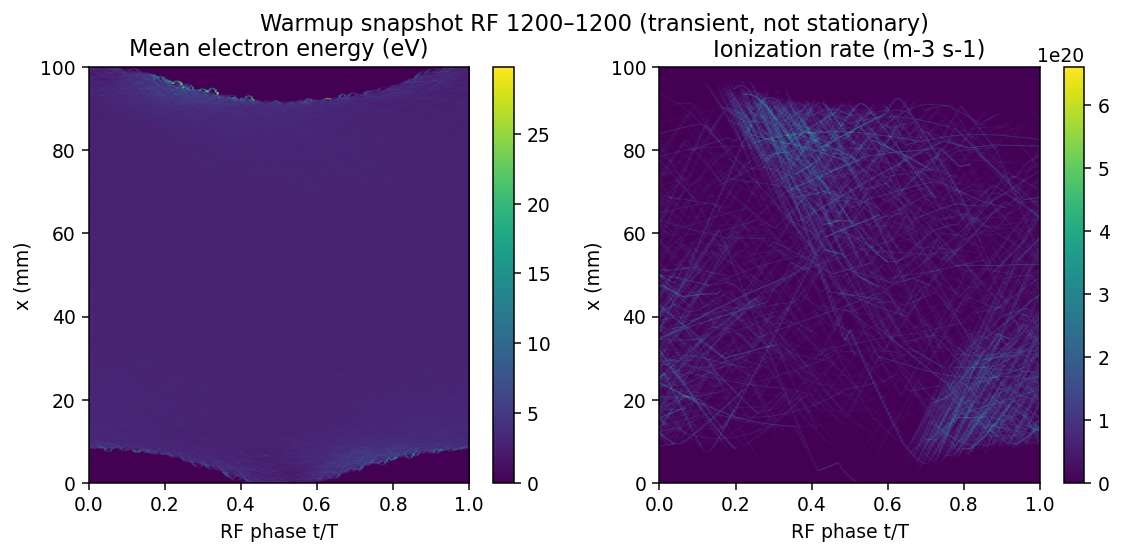 Warmup snapshot RF 1200–1200 (transient, not stationary)
Mean electron energy (eV)
Ionization rate (m-3 s-1)
1e20
100
80
60
40
20
0
x (mm)
0.0 0.2 0.4 0.6 0.8 1.0
RF phase t/T
25
20
15
10
5
0
100
80
60
40
20
0
x (mm)
0.0 0.2 0.4 0.6 0.8 1.0
RF phase t/T
6
5
4
3
2
1
0